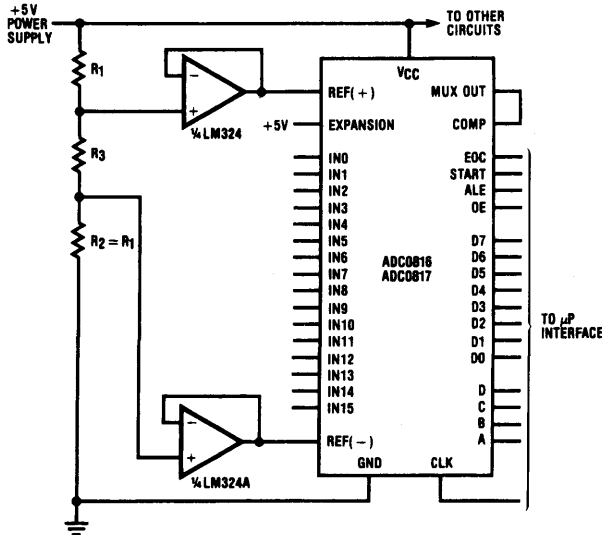 +5V
POWER
SUPPLY
TO OTHER
CIRCUITS
R1
R3
R2 = R1
¼ LM324
¼ LM324A
+5V
VCC
REF(+)
EXPANSION
IN0
IN1
IN2
IN3
IN4
IN5
IN6
IN7
IN8
IN9
IN10
IN11
IN12
IN13
IN14
IN15
REF(−)
GND
CLK
ADC0816
ADC0817
MUX OUT
COMP
EOC
START
ALE
OE
D7
D6
D5
D4
D3
D2
D1
D0
D
C
B
A
TO µP
INTERFACE